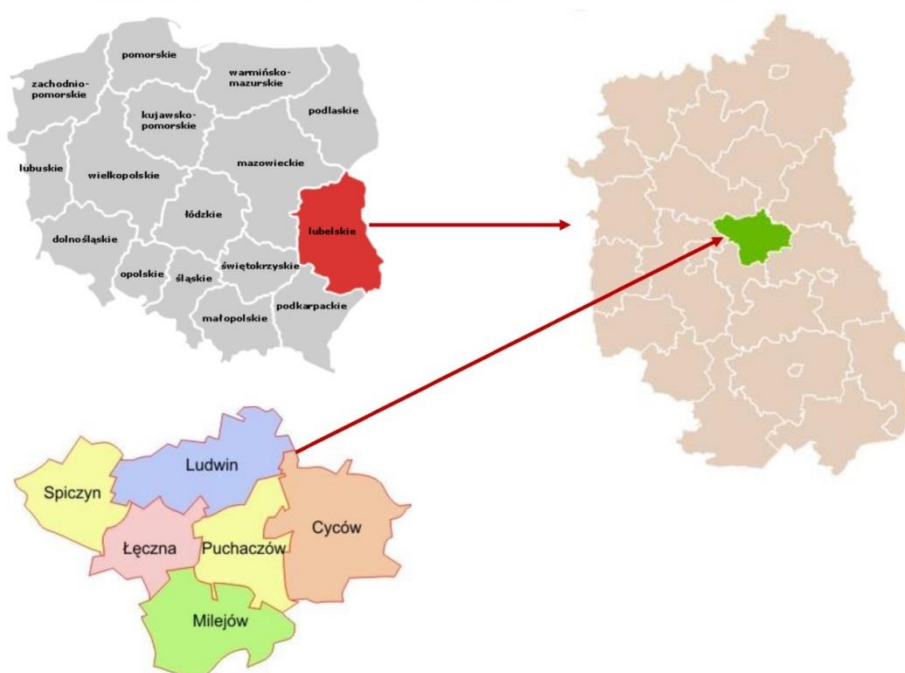 pomorskie
zachodnio-
pomorskie
warmińsko-
mazurskie
kujawsko-
pomorskie
podlaskie
lubuskie
wielkopolskie
mazowieckie
łódzkie
lubelskie
dolnośląskie
opolskie
śląskie
świętokrzyskie
małopolskie
podkarpackie
Ludwin
Spiczyn
Łęczna
Puchaczów
Cyców
Milejów